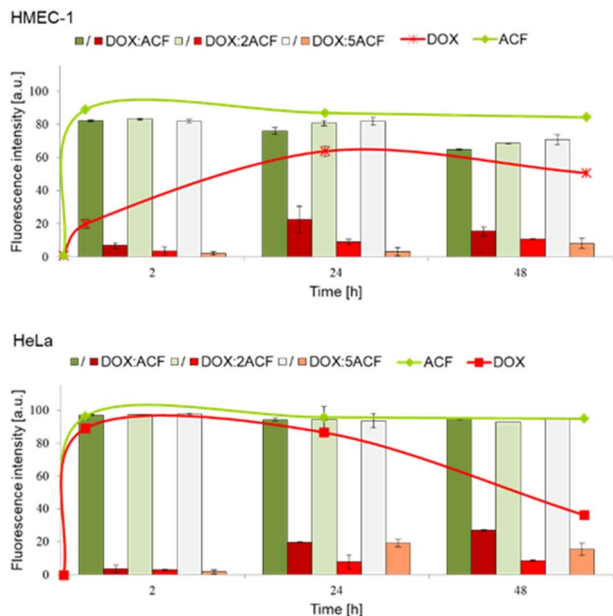 HMEC-1
/ DOX:ACF / DOX:2ACF / DOX:5ACF DOX ACF
Fluorescence intensity [a.u.]
100
80
60
40
20
0
2 24 48
Time [h]
HeLa
/ DOX:ACF / DOX:2ACF / DOX:5ACF ACF DOX
Fluorescence intensity [a.u.]
100
80
60
40
20
0
2 24 48
Time [h]